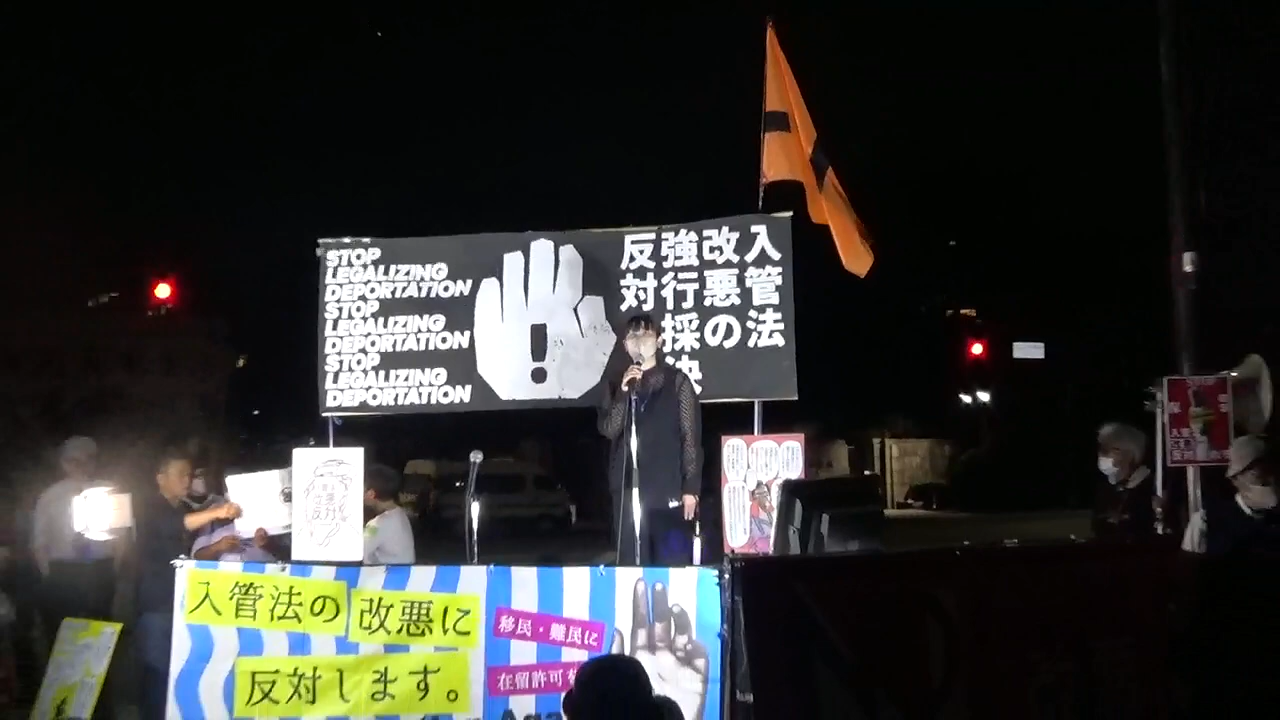 STOP
LEGALIZING
DEPORTATION
STOP
LEGALIZING
DEPORTATION
STOP
LEGALIZING
DEPORTATION
入管法
改悪の
強行採決
反対
入管法の
改悪に
反対します。
移民・難民に
在留許可を